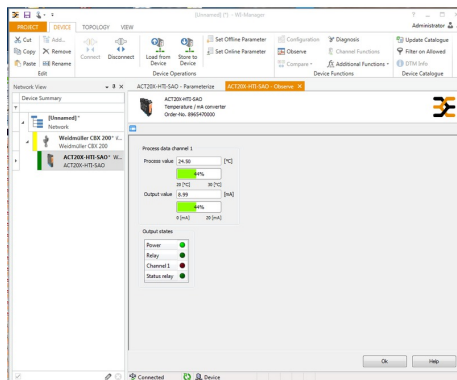 [Unnamed] (*) - WI-Manager
PROJECT DEVICE TOPOLOGY VIEW
Administrator
Cut Add...
Copy Remove
Paste Rename
Edit
Connect Disconnect
Load from Device
Store to Device
Set Offline Parameter
Set Online Parameter
Device Operations
Configuration
Observe
Compare
Diagnosis
Channel Functions
Additional Functions
Device Functions
Update Catalogue
Filter on Allowed
DTM Info
Device Catalogue
Network View
Device Summary
[Unnamed]*
Network
Weidmüller CBX 200*
Weidmüller CBX 200
ACT20X-HTI-SAO* W...
ACT20X-HTI-SAO
ACT20X-HTI-SAO - Parameterize
ACT20X-HTI-SAO - Observe
ACT20X-HTI-SAO
Temperature / mA converter
Order-No. 8965470000
Process data channel 1
Process value 24.50 [°C]
44%
20 [°C] 30 [°C]
Output value 8.99 [mA]
44%
0 [mA] 20 [mA]
Output states
Power
Relay
Channel 1
Status relay
Ok Help
Connected Device